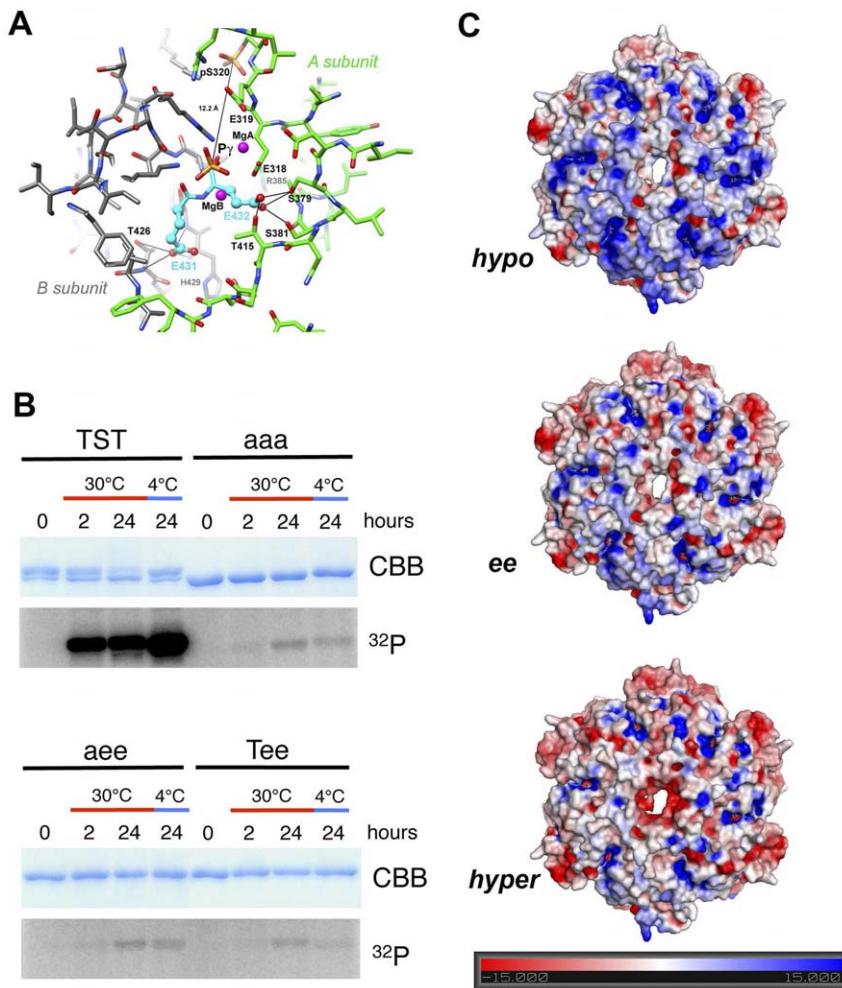 A
A subunit
pS320
12.2 A
E319
MgA
Pγ
E318
R385
S379
MgB
E432
T426
S381
T415
E431
H429
B subunit
B
TST aaa
30°C 4°C 30°C 4°C
0 2 24 24 0 2 24 24 hours
CBB
32P
aee Tee
30°C 4°C 30°C 4°C
0 2 24 24 0 2 24 24 hours
CBB
32P
C
hypo
ee
hyper
-15.000 15.000